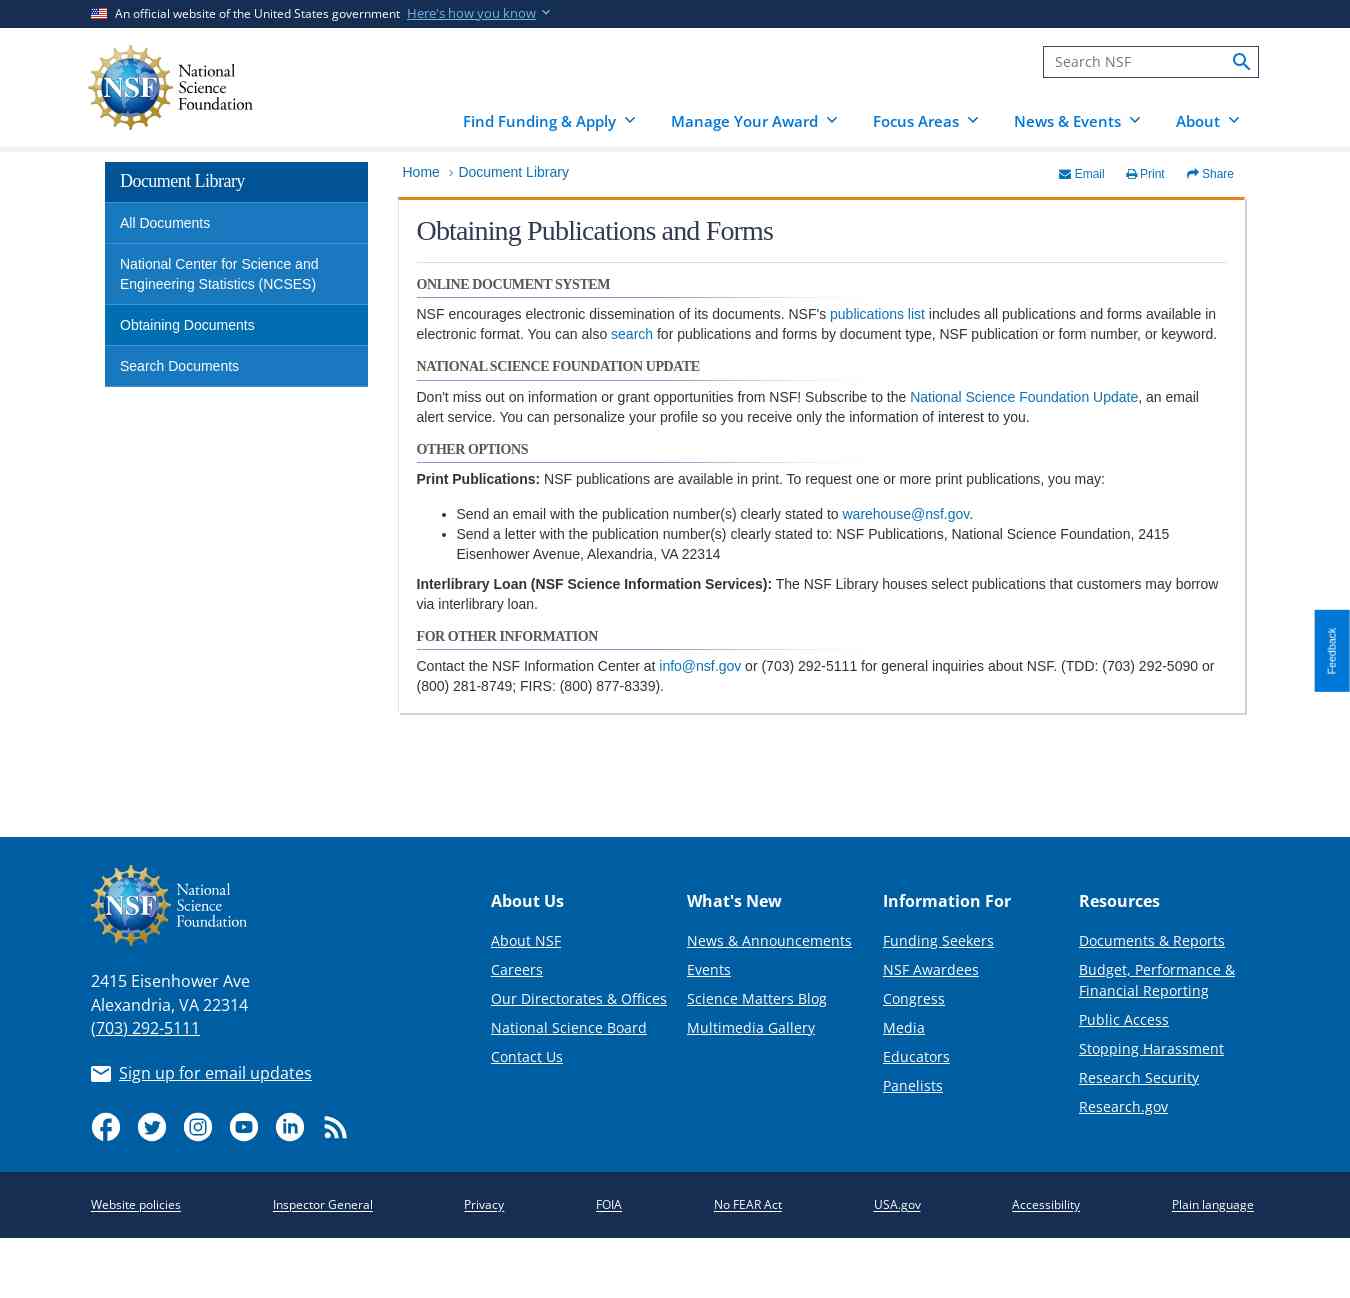 An official website of the United States government Here's how you know
NSF
National
Science
Foundation
Search NSF
Find Funding & Apply
Manage Your Award
Focus Areas
News & Events
About
Document Library
All Documents
National Center for Science and
Engineering Statistics (NCSES)
Obtaining Documents
Search Documents
Home › Document Library
Email
Print
Share
Obtaining Publications and Forms
ONLINE DOCUMENT SYSTEM
NSF encourages electronic dissemination of its documents. NSF's publications list includes all publications and forms available in
electronic format. You can also search for publications and forms by document type, NSF publication or form number, or keyword.
NATIONAL SCIENCE FOUNDATION UPDATE
Don't miss out on information or grant opportunities from NSF! Subscribe to the National Science Foundation Update, an email
alert service. You can personalize your profile so you receive only the information of interest to you.
OTHER OPTIONS
Print Publications: NSF publications are available in print. To request one or more print publications, you may:
• Send an email with the publication number(s) clearly stated to warehouse@nsf.gov.
• Send a letter with the publication number(s) clearly stated to: NSF Publications, National Science Foundation, 2415
Eisenhower Avenue, Alexandria, VA 22314
Interlibrary Loan (NSF Science Information Services): The NSF Library houses select publications that customers may borrow
via interlibrary loan.
FOR OTHER INFORMATION
Contact the NSF Information Center at info@nsf.gov or (703) 292-5111 for general inquiries about NSF. (TDD: (703) 292-5090 or
(800) 281-8749; FIRS: (800) 877-8339).
Feedback
NSF
National
Science
Foundation
2415 Eisenhower Ave
Alexandria, VA 22314
(703) 292-5111
Sign up for email updates
About Us
About NSF
Careers
Our Directorates & Offices
National Science Board
Contact Us
What's New
News & Announcements
Events
Science Matters Blog
Multimedia Gallery
Information For
Funding Seekers
NSF Awardees
Congress
Media
Educators
Panelists
Resources
Documents & Reports
Budget, Performance &
Financial Reporting
Public Access
Stopping Harassment
Research Security
Research.gov
Website policies
Inspector General
Privacy
FOIA
No FEAR Act
USA.gov
Accessibility
Plain language